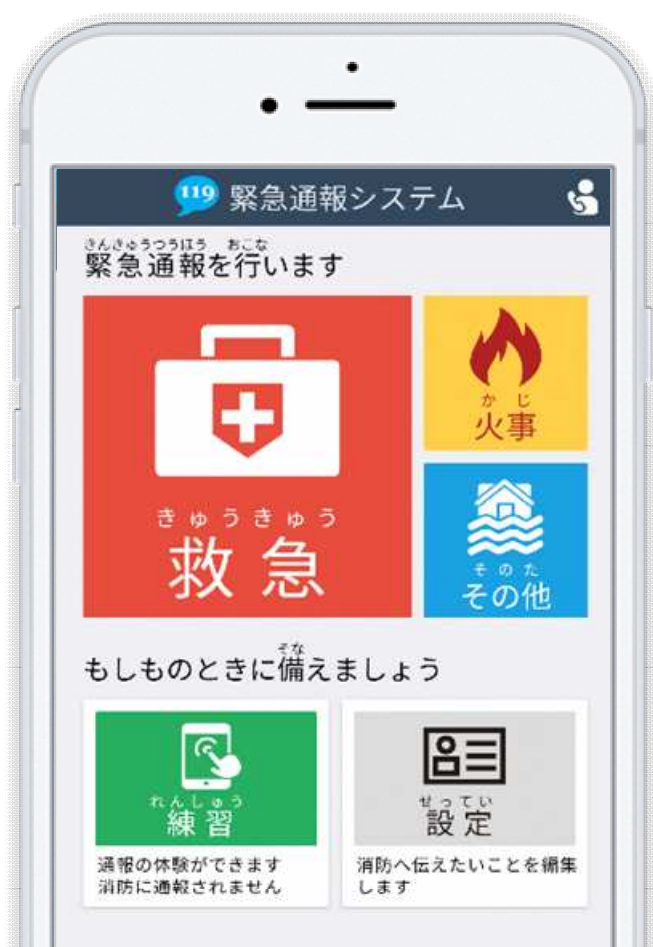 119 緊急通報システム
きんきゅうつうほう おこな
緊急通報を行います
きゅうきゅう
救急
かじ
火事
そのた
その他
そな
もしものときに備えましょう
れんしゅう
練習
通報の体験ができます
消防に通報されません
せってい
設定
消防へ伝えたいことを編集
します